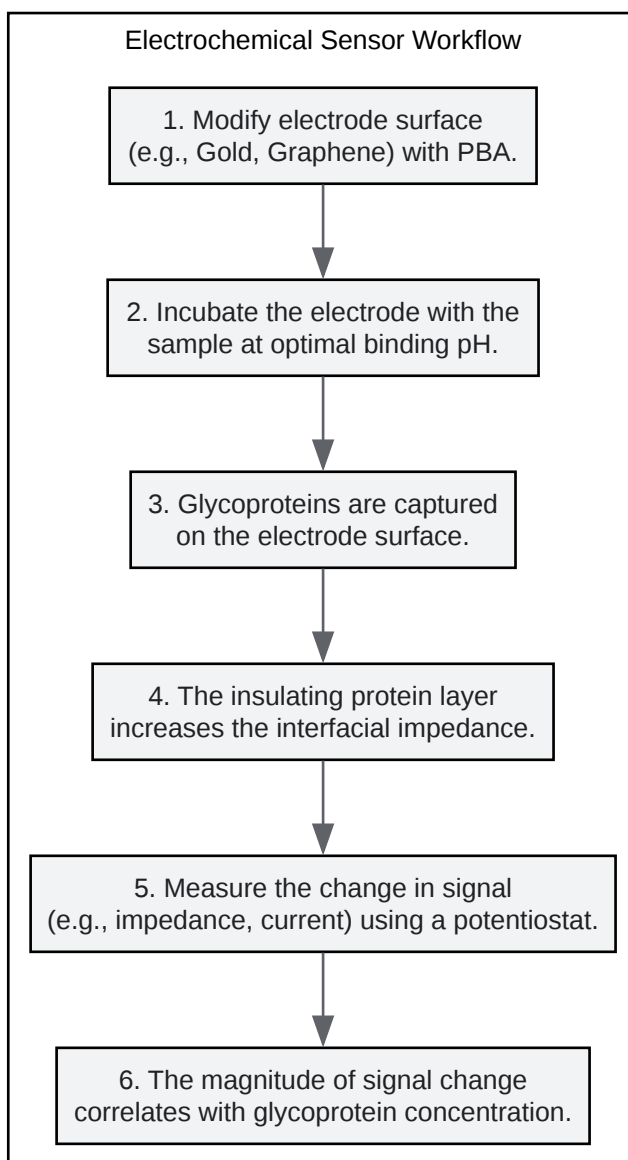 Electrochemical Sensor Workflow
1. Modify electrode surface
(e.g., Gold, Graphene) with PBA.
2. Incubate the electrode with the
sample at optimal binding pH.
3. Glycoproteins are captured
on the electrode surface.
4. The insulating protein layer
increases the interfacial impedance.
5. Measure the change in signal
(e.g., impedance, current) using a potentiostat.
6. The magnitude of signal change
correlates with glycoprotein concentration.